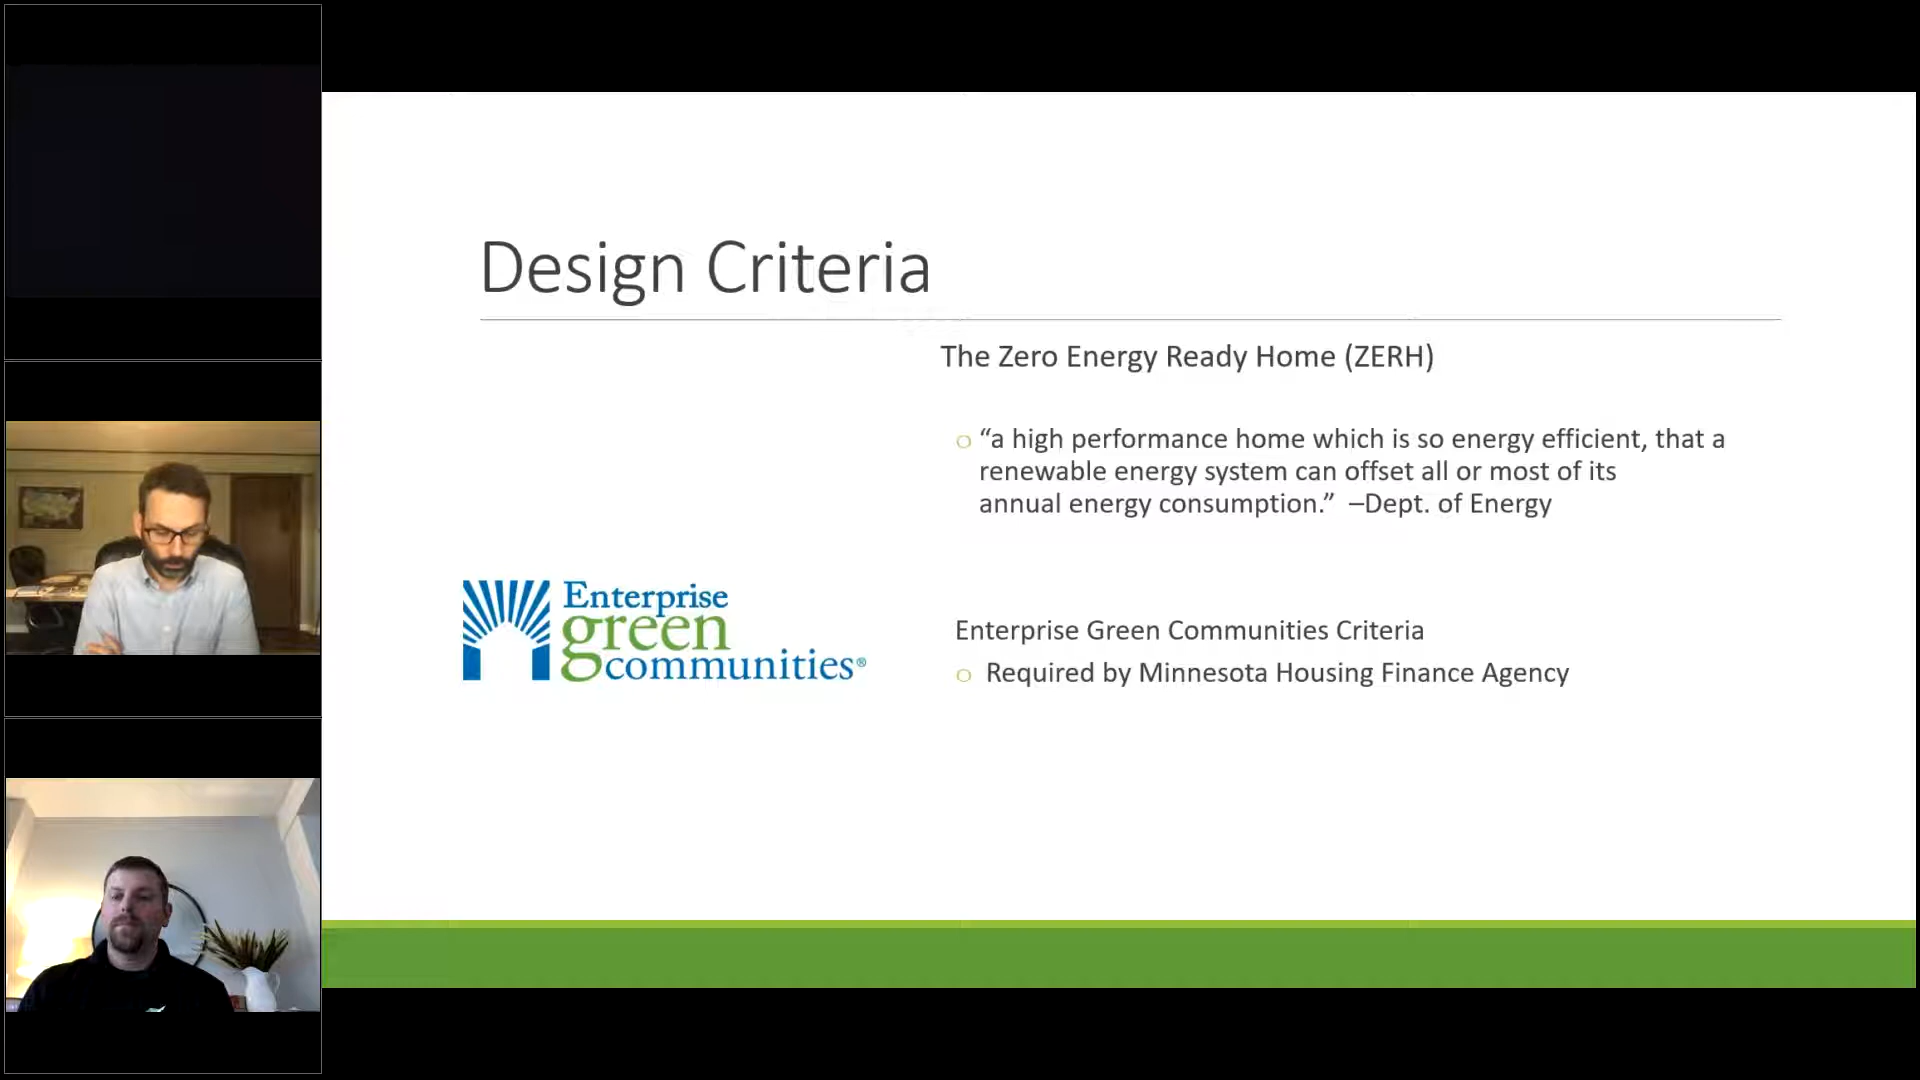 Design Criteria
The Zero Energy Ready Home (ZERH)
“a high performance home which is so energy efficient, that a
renewable energy system can offset all or most of its
annual energy consumption.” –Dept. of Energy
Enterprise
green
communities®
Enterprise Green Communities Criteria
Required by Minnesota Housing Finance Agency